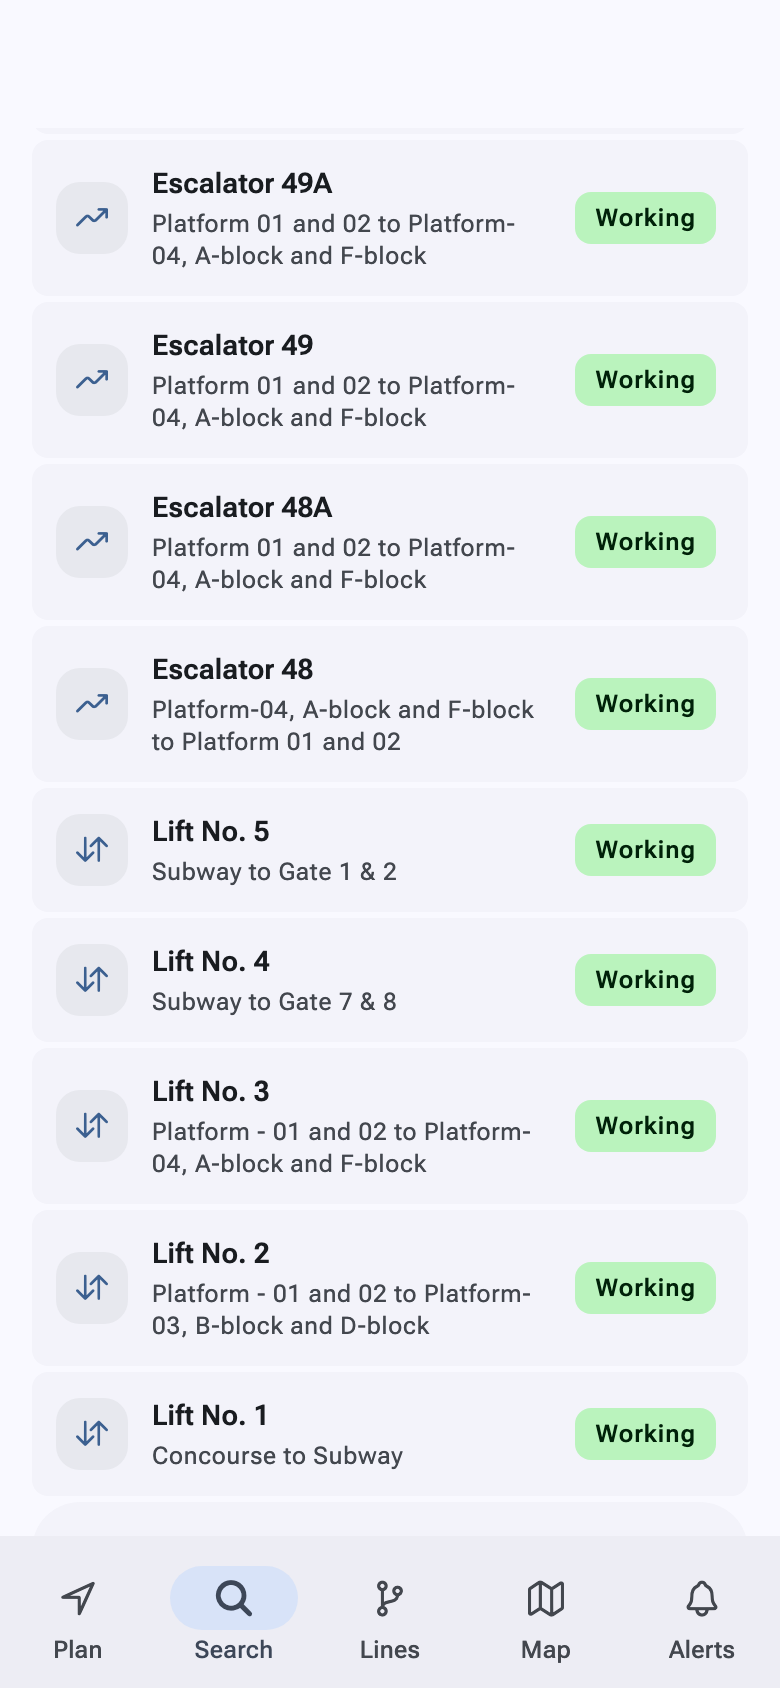 Escalator 49A
Platform 01 and 02 to Platform-
04, A-block and F-block
Working
Escalator 49
Platform 01 and 02 to Platform-
04, A-block and F-block
Working
Escalator 48A
Platform 01 and 02 to Platform-
04, A-block and F-block
Working
Escalator 48
Platform-04, A-block and F-block
to Platform 01 and 02
Working
Lift No. 5
Subway to Gate 1 & 2
Working
Lift No. 4
Subway to Gate 7 & 8
Working
Lift No. 3
Platform - 01 and 02 to Platform-
04, A-block and F-block
Working
Lift No. 2
Platform - 01 and 02 to Platform-
03, B-block and D-block
Working
Lift No. 1
Concourse to Subway
Working
Plan
Search
Lines
Map
Alerts